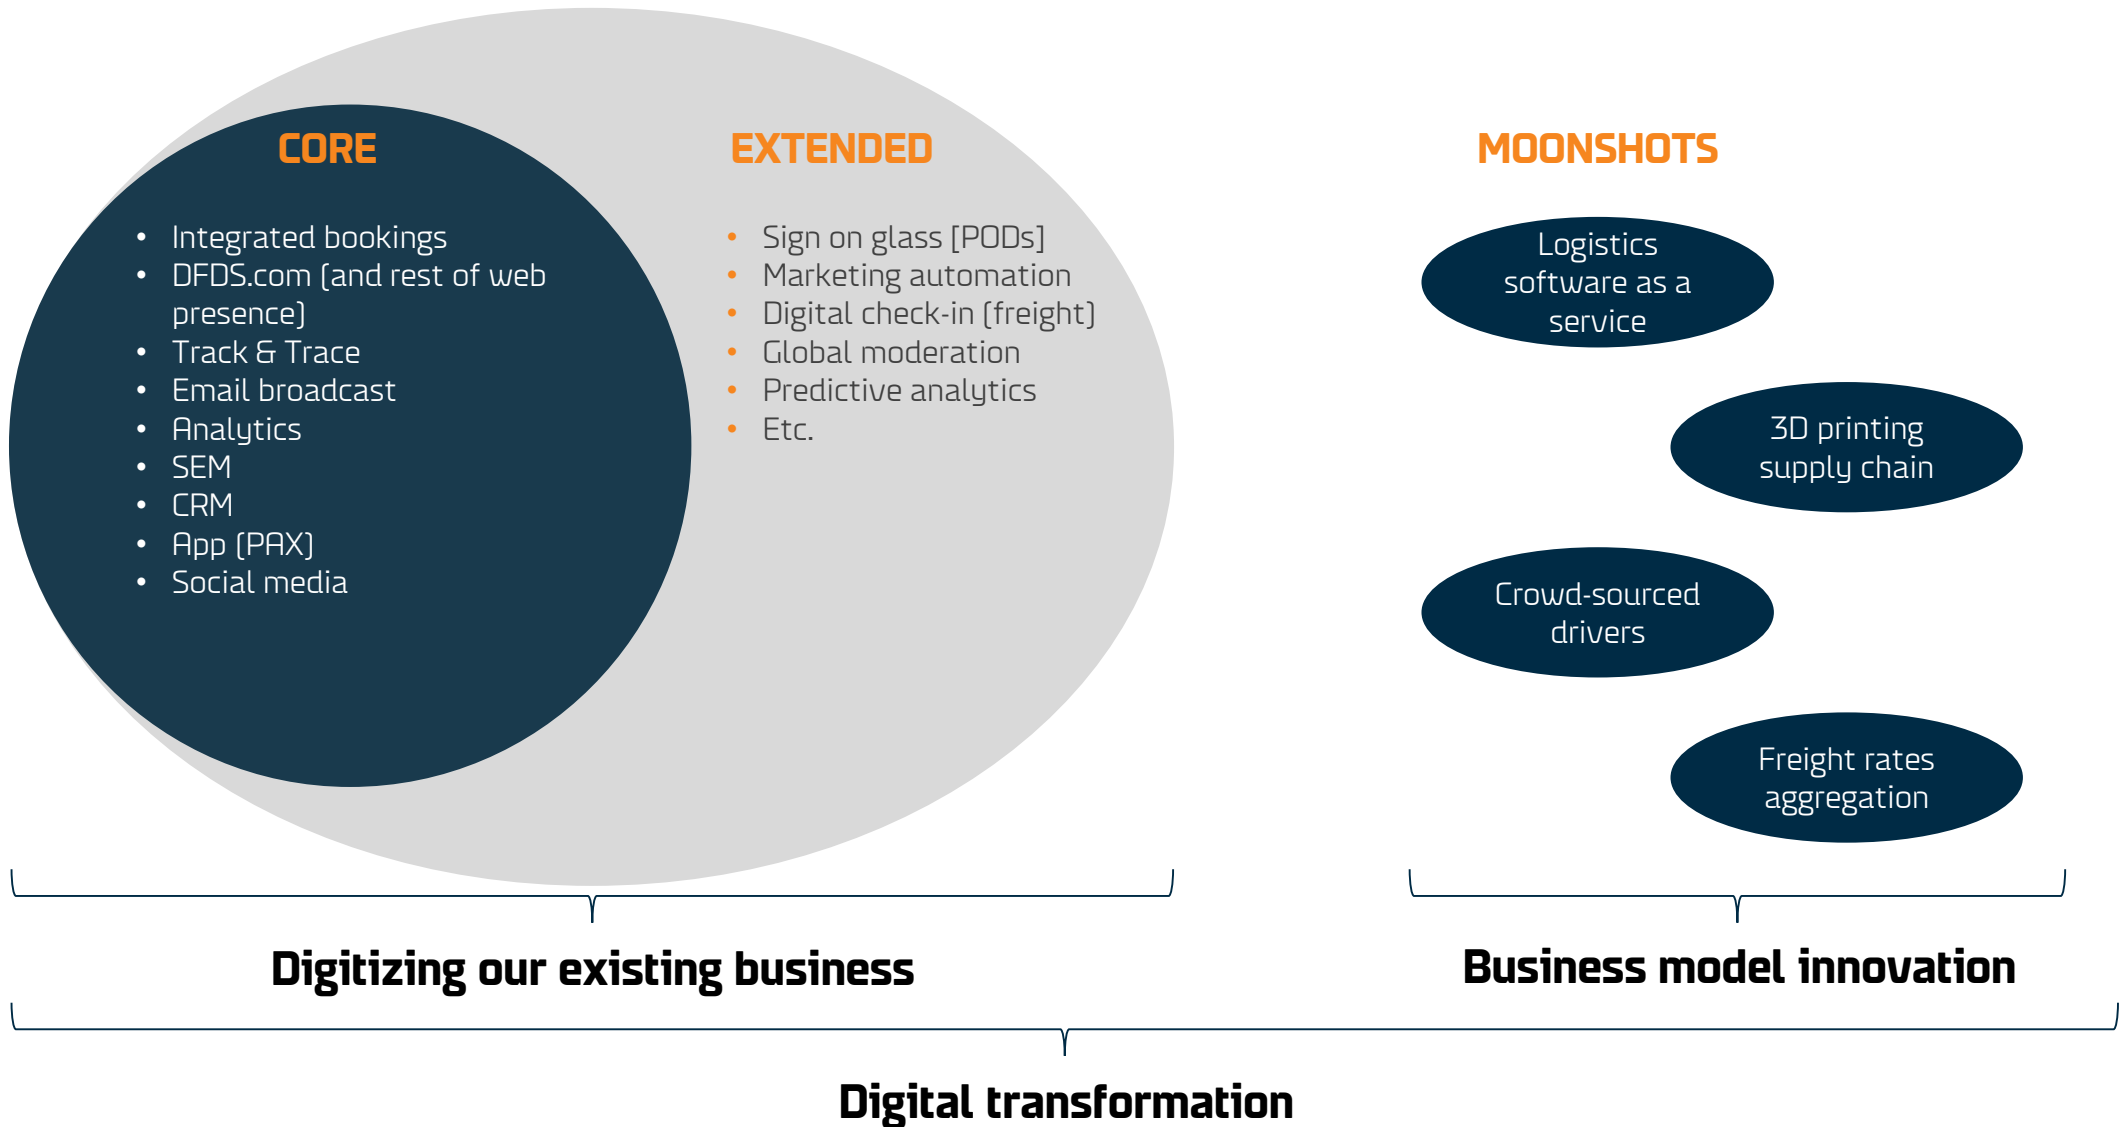 CORE
• Integrated bookings
• DFDS.com (and rest of web
presence)
• Track & Trace
• Email broadcast
• Analytics
• SEM
• CRM
• App (PAX)
• Social media
EXTENDED
• Sign on glass [PODs]
• Marketing automation
• Digital check-in (freight)
• Global moderation
• Predictive analytics
• Etc.
MOONSHOTS
Logistics
software as a
service
3D printing
supply chain
Crowd-sourced
drivers
Freight rates
aggregation
Digitizing our existing business
Business model innovation
Digital transformation